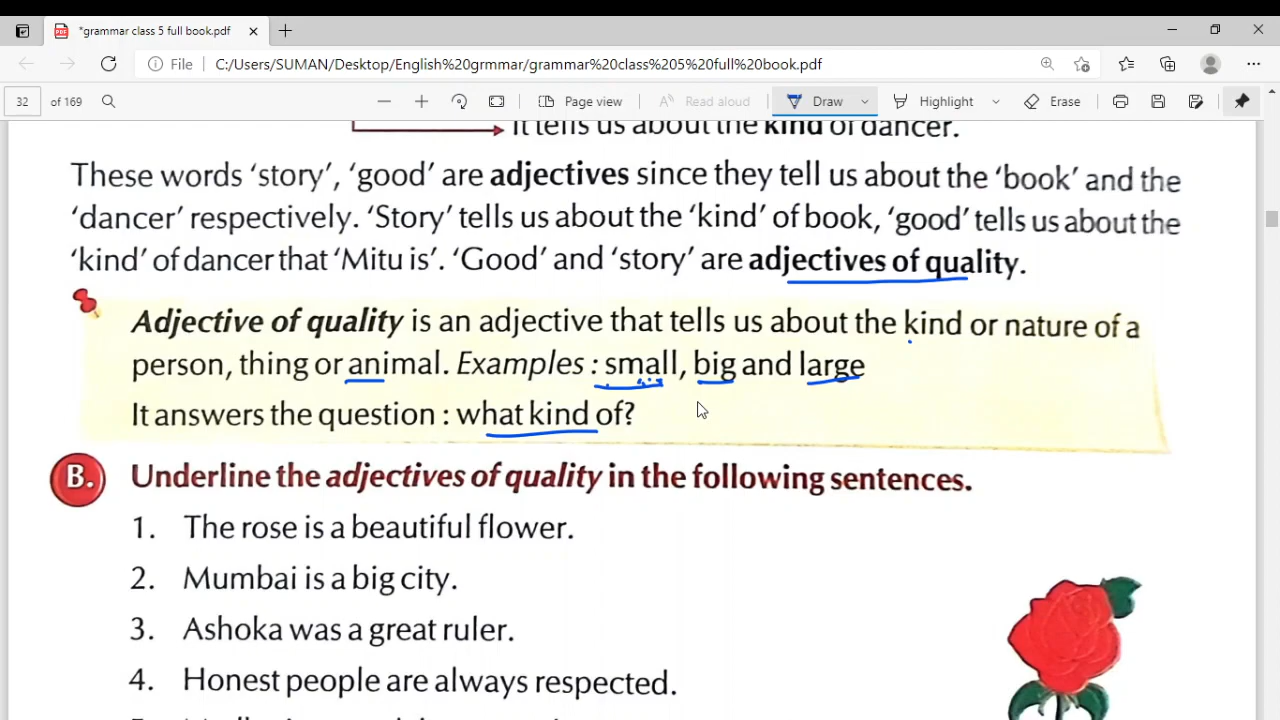 *grammar class 5 full book.pdf
File C:/Users/SUMAN/Desktop/English%20grmmar/grammar%20class%205%20full%20book.pdf
32 of 169 Page view Read aloud Draw Highlight Erase
It tells us about the kind of dancer.
These words ‘story’, ‘good’ are adjectives since they tell us about the ‘book’ and the
‘dancer’ respectively. ‘Story’ tells us about the ‘kind’ of book, ‘good’ tells us about the
‘kind’ of dancer that ‘Mitu is’. ‘Good’ and ‘story’ are adjectives of quality.
Adjective of quality is an adjective that tells us about the kind or nature of a
person, thing or animal. Examples : small, big and large
It answers the question : what kind of?
B. Underline the adjectives of quality in the following sentences.
1. The rose is a beautiful flower.
2. Mumbai is a big city.
3. Ashoka was a great ruler.
4. Honest people are always respected.